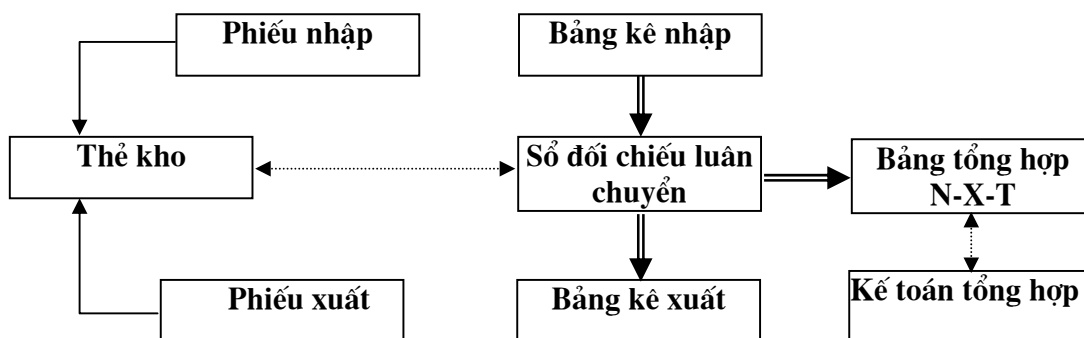 Phiếu nhập
Bảng kê nhập
Thẻ kho
Sổ đối chiếu luân
chuyển
Bảng tổng hợp
N-X-T
Phiếu xuất
Bảng kê xuất
Kế toán tổng hợp